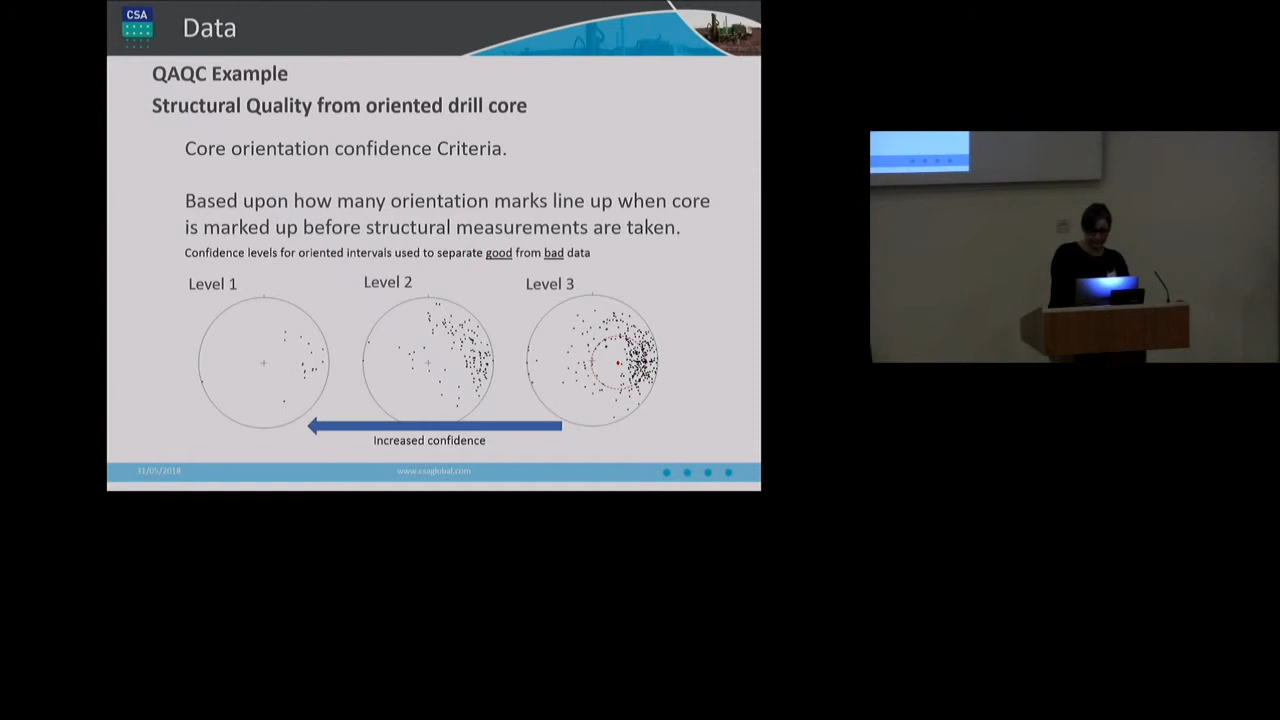 CSA
Data
QAQC Example
Structural Quality from oriented drill core
Core orientation confidence Criteria.
Based upon how many orientation marks line up when core
is marked up before structural measurements are taken.
Confidence levels for oriented intervals used to separate good from bad data
Level 1
Level 2
Level 3
Increased confidence
31/05/2018
www.csaglobal.com